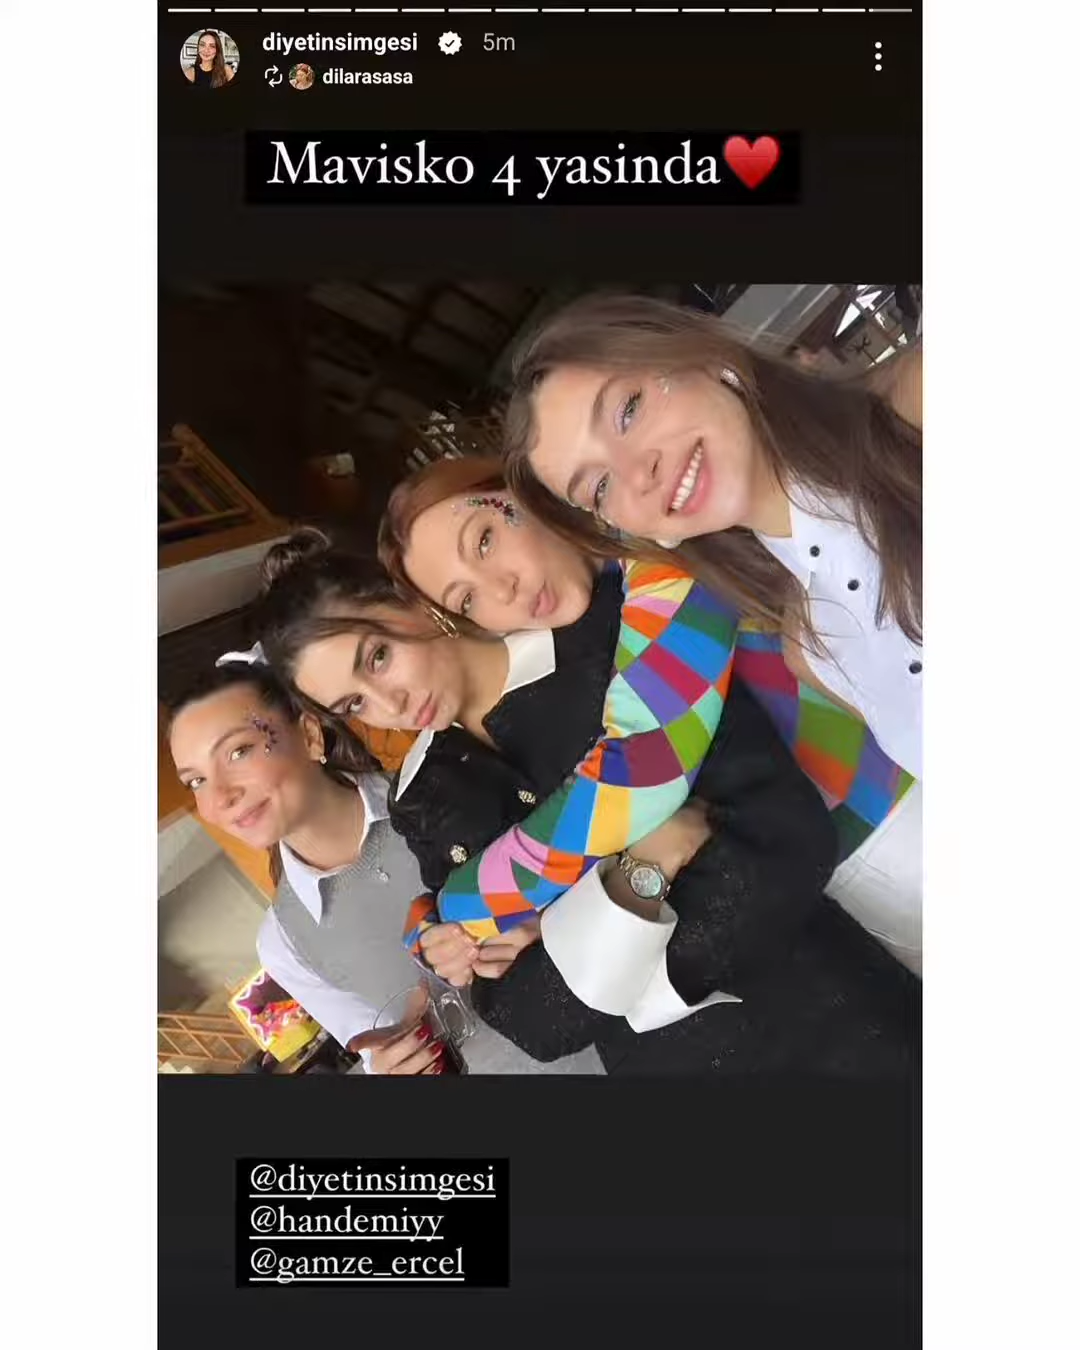 diyetinsimgesi 5m
dilarasasa
Mavisko 4 yasinda❤️
@diyetinsimgesi
@handemiyy
@gamze_ercel